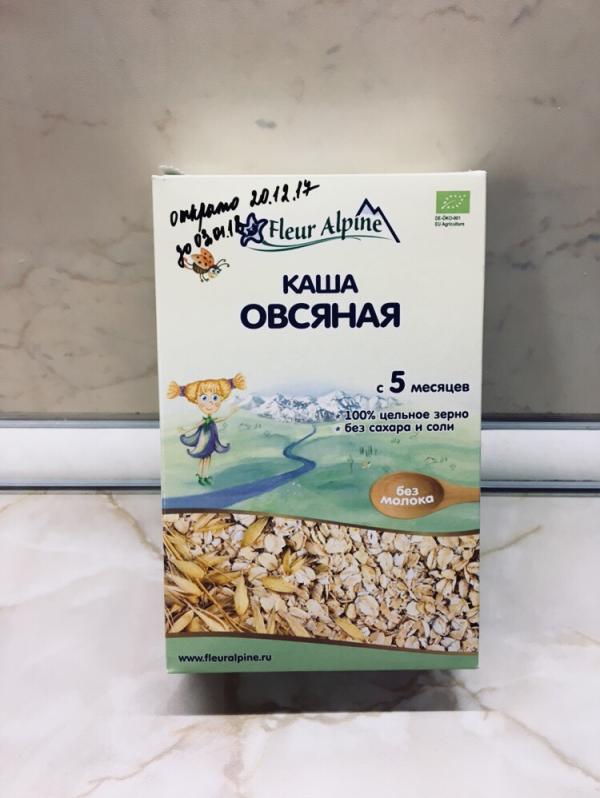 открыто 20.12.17
до 03.01.18
Fleur Alpine
DE-ÖKO-001
EU Agriculture
КАША
ОВСЯНАЯ
с 5 месяцев
100% цельное зерно
без сахара и соли
без
молока
www.fleuralpine.ru